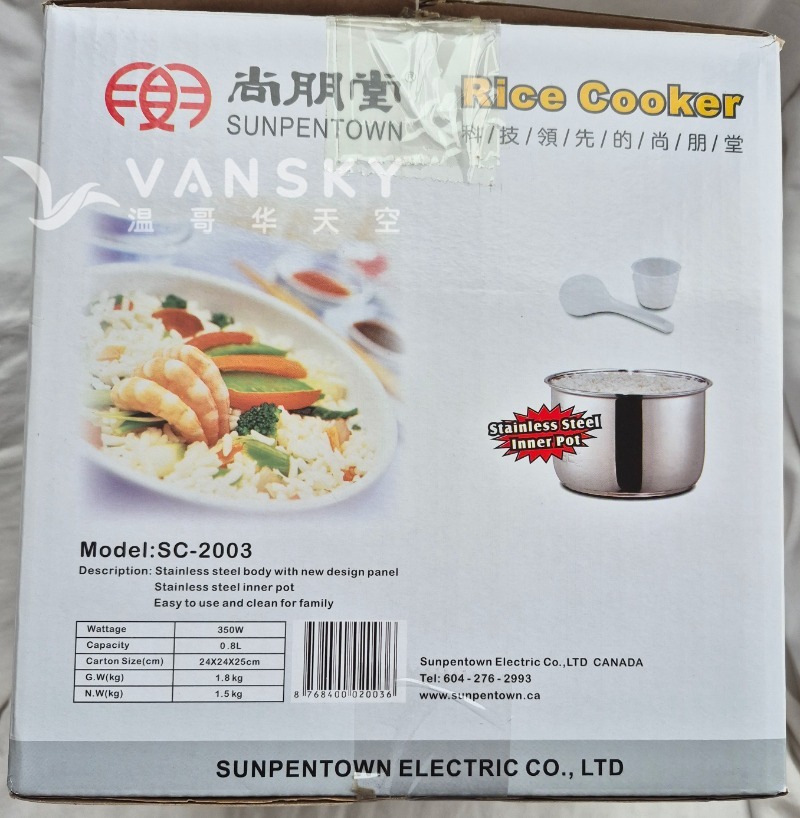 尚朋堂
SUNPENTOWN
Rice Cooker
科/技/領/先/的/尚/朋/堂
VANSKY
温哥华天空
Stainless Steel
Inner Pot
Model:SC-2003
Description: Stainless steel body with new design panel
Stainless steel inner pot
Easy to use and clean for family
Wattage 350W
Capacity 0.8L
Carton Size(cm) 24X24X25cm
G.W(kg) 1.8kg
N.W(kg) 1.5kg
8 768400 020036
Sunpentown Electric Co.,LTD CANADA
Tel: 604-276-2993
www.sunpentown.ca
SUNPENTOWN ELECTRIC CO., LTD